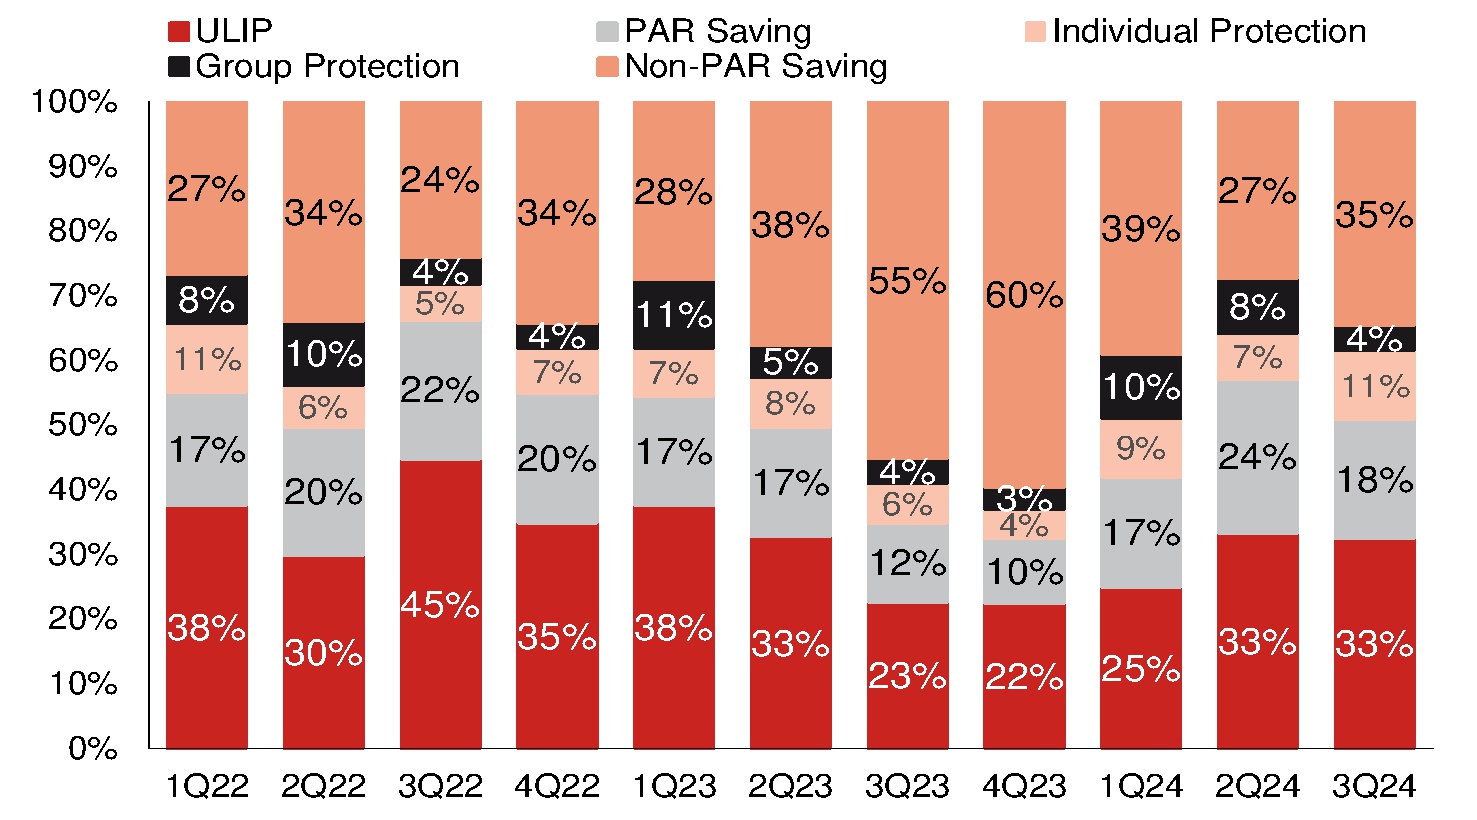 ULIP PAR Saving Individual Protection
Group Protection Non-PAR Saving
100%
90%
80%
70%
60%
50%
40%
30%
20%
10%
0%
27% 34% 24% 34% 28% 38% 55% 60% 39% 27% 35%
8% 10% 4% 4% 11% 5% 4% 3% 10% 8% 4%
11% 6% 5% 7% 7% 8% 6% 4% 9% 7% 11%
17% 20% 22% 20% 17% 17% 12% 10% 17% 24% 18%
38% 30% 45% 35% 38% 33% 23% 22% 25% 33% 33%
1Q22 2Q22 3Q22 4Q22 1Q23 2Q23 3Q23 4Q23 1Q24 2Q24 3Q24